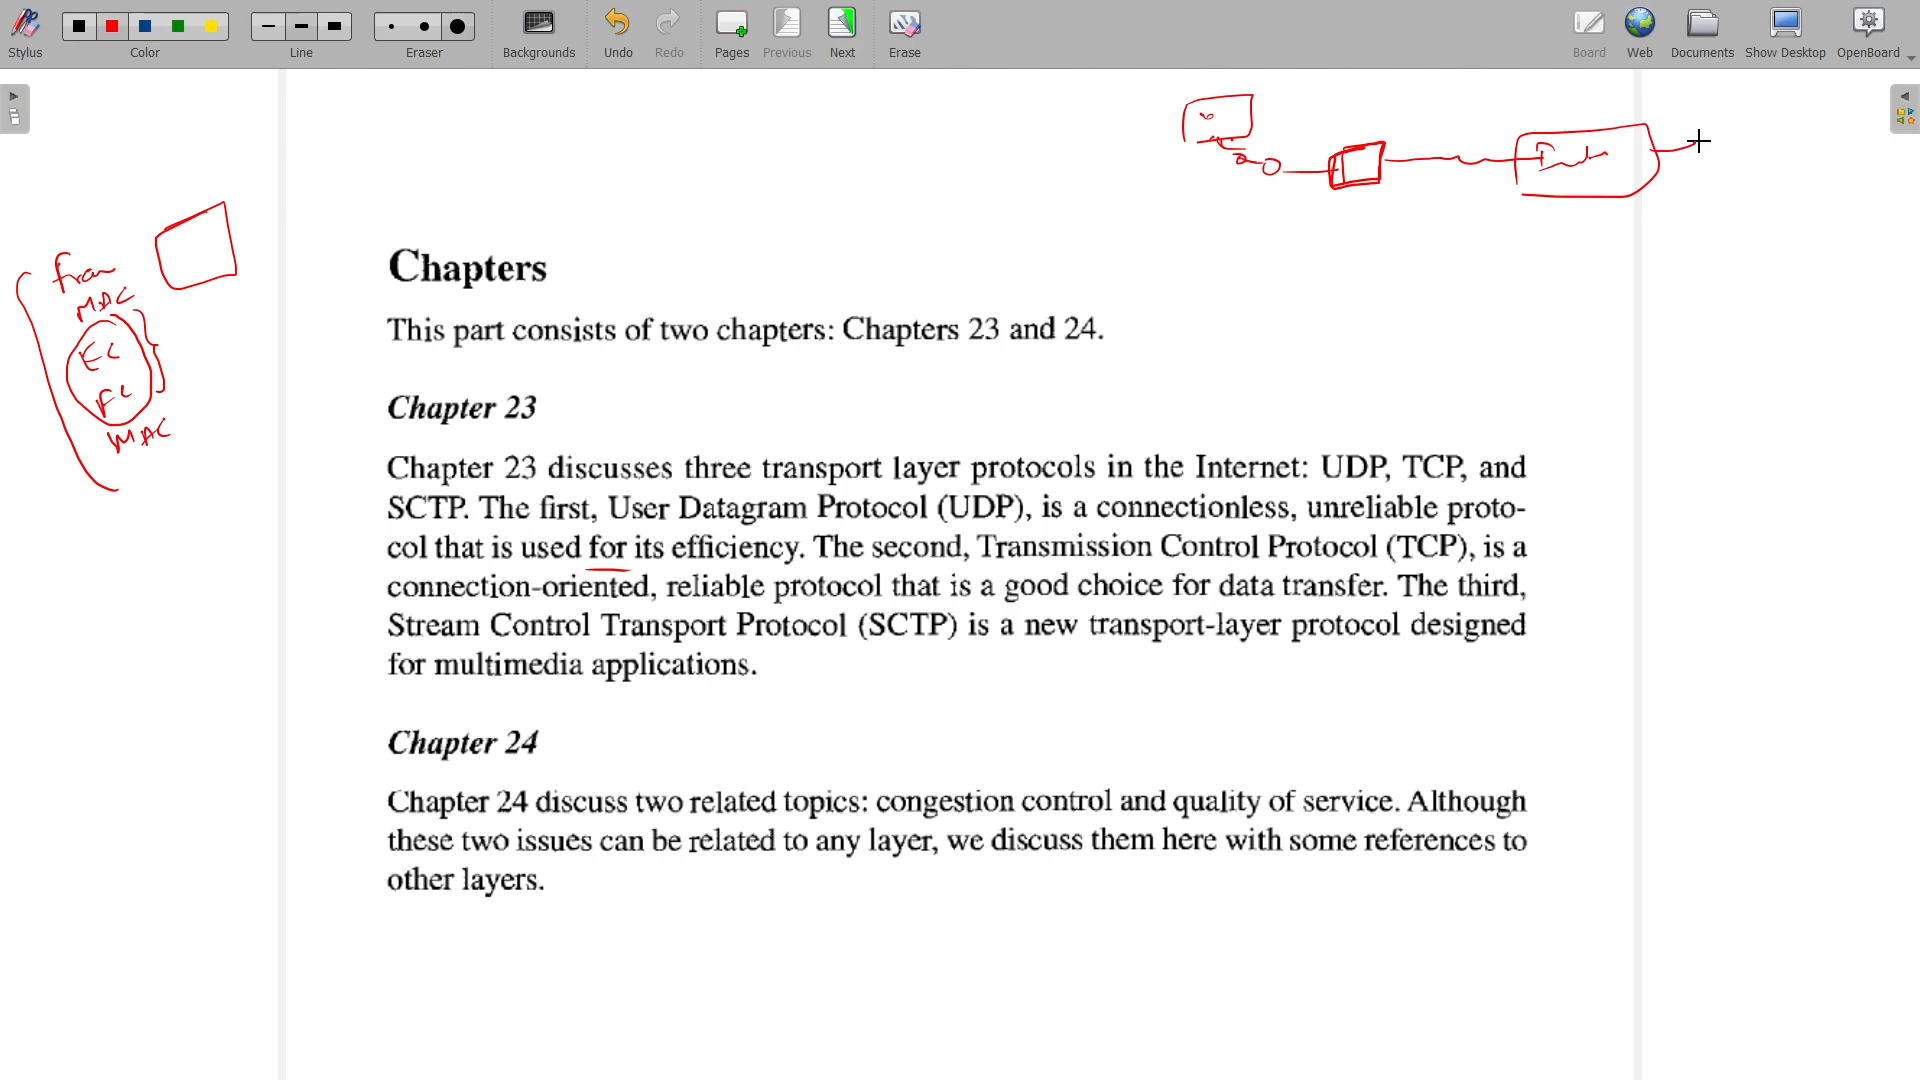 Stylus
Color
Line
Eraser
Backgrounds
Undo
Redo
Pages
Previous
Next
Erase
Board
Web
Documents
Show Desktop
OpenBoard
MAC
EC
FC
MAC
Chapters
This part consists of two chapters: Chapters 23 and 24.
Chapter 23
Chapter 23 discusses three transport layer protocols in the Internet: UDP, TCP, and
SCTP. The first, User Datagram Protocol (UDP), is a connectionless, unreliable proto-
col that is used for its efficiency. The second, Transmission Control Protocol (TCP), is a
connection-oriented, reliable protocol that is a good choice for data transfer. The third,
Stream Control Transport Protocol (SCTP) is a new transport-layer protocol designed
for multimedia applications.
Chapter 24
Chapter 24 discuss two related topics: congestion control and quality of service. Although
these two issues can be related to any layer, we discuss them here with some references to
other layers.